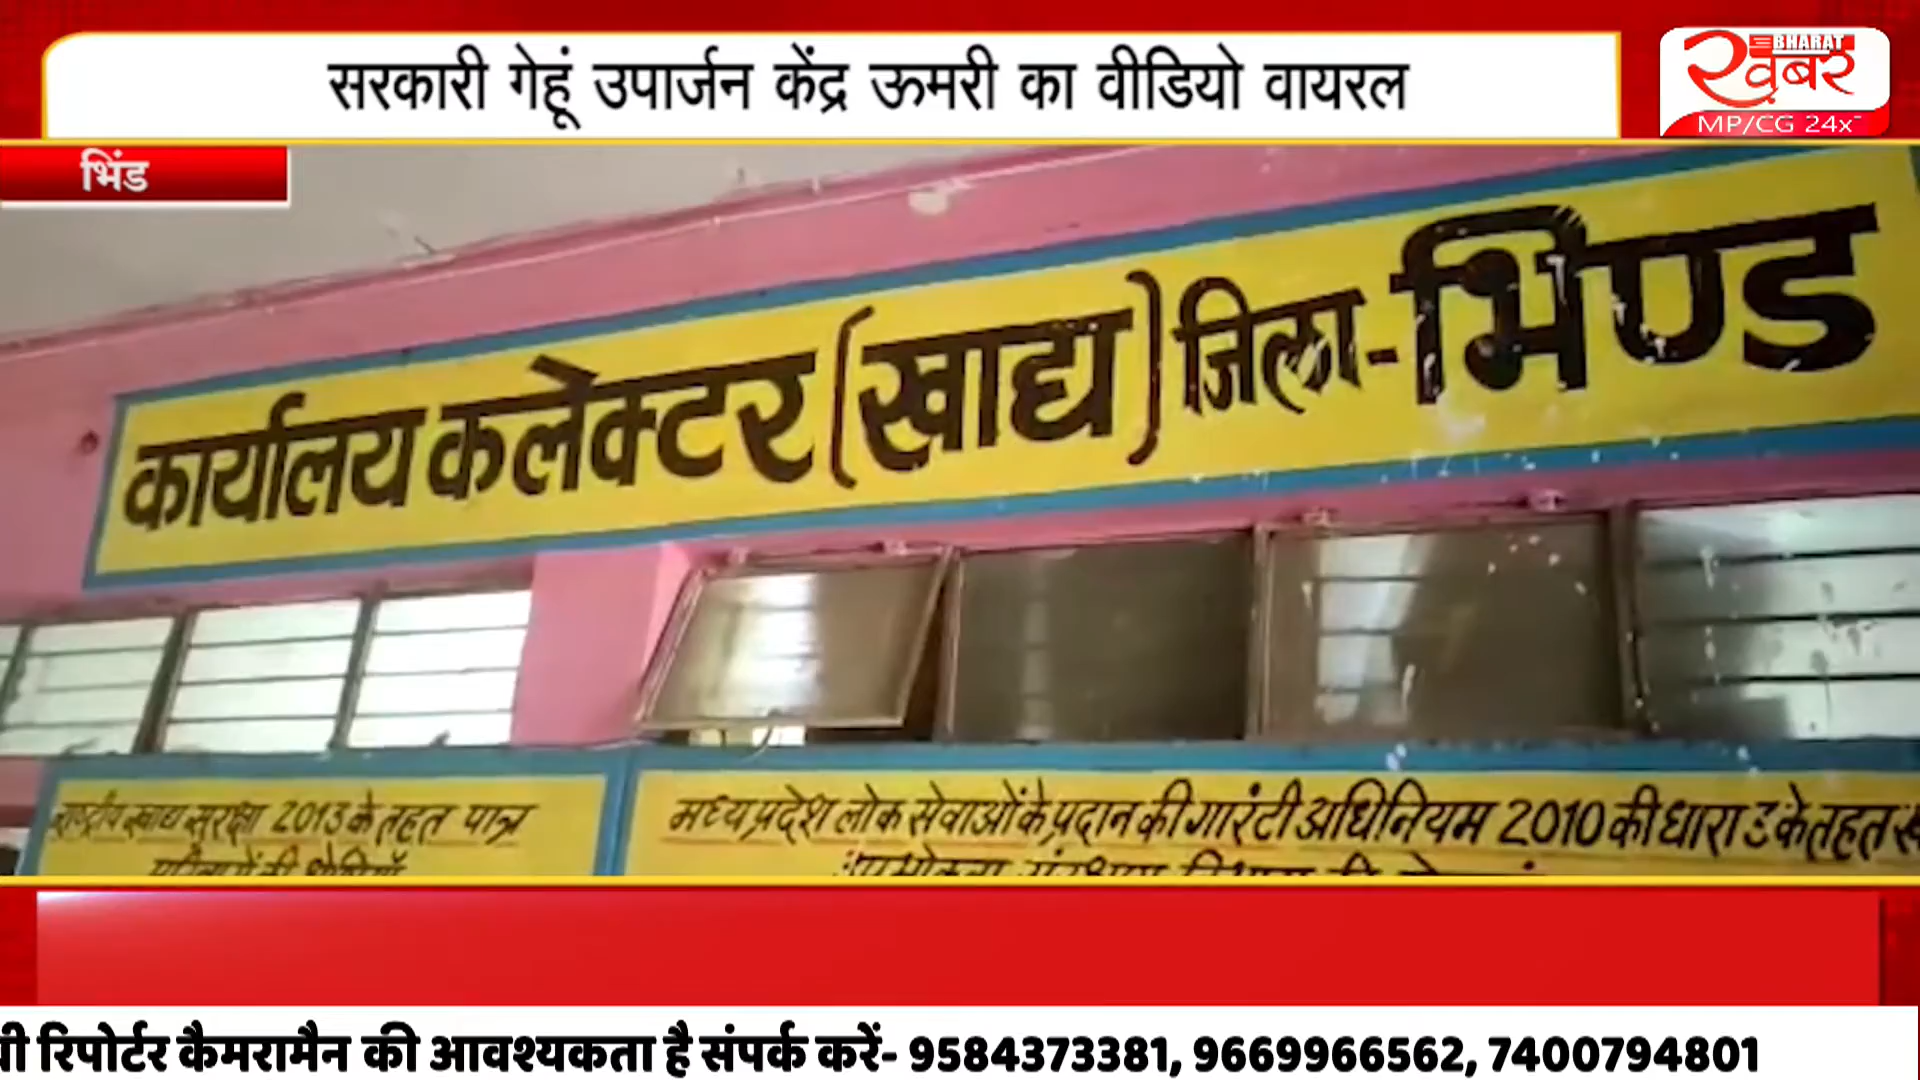 सरकारी गेहूं उपार्जन केंद्र ऊमरी का वीडियो वायरल
BHARAT
खबर
MP/CG 24x
भिंड
कार्यालय कलेक्टर (खाद्य) जिला-भिण्ड
राष्ट्रीय खाद्य सुरक्षा 2013 के तहत पात्र
मध्य प्रदेश लोक सेवाओं के प्रदान की गारंटी अधिनियम 2010 की धारा 3 के तहत
रिपोर्टर कैमरामैन की आवश्यकता है संपर्क करें- 9584373381, 9669966562, 7400794801